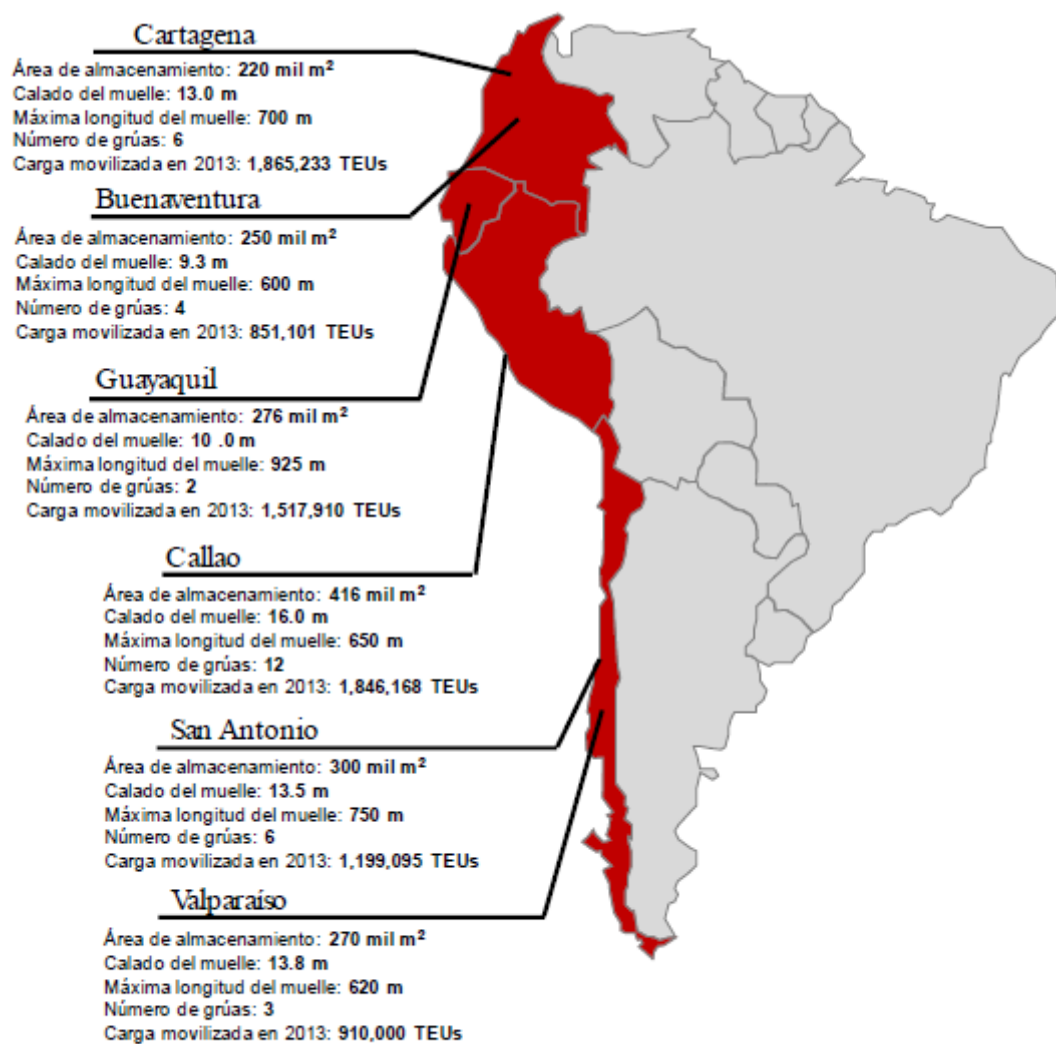 Cartagena
Área de almacenamiento: 220 mil m²
Calado del muelle: 13.0 m
Máxima longitud del muelle: 700 m
Número de grúas: 6
Carga movilizada en 2013: 1,865,233 TEUs
Buenaventura
Área de almacenamiento: 250 mil m²
Calado del muelle: 9.3 m
Máxima longitud del muelle: 600 m
Número de grúas: 4
Carga movilizada en 2013: 851,101 TEUs
Guayaquil
Área de almacenamiento: 276 mil m²
Calado del muelle: 10 .0 m
Máxima longitud del muelle: 925 m
Número de grúas: 2
Carga movilizada en 2013: 1,517,910 TEUs
Callao
Área de almacenamiento: 416 mil m²
Calado del muelle: 16.0 m
Máxima longitud del muelle: 650 m
Número de grúas: 12
Carga movilizada en 2013: 1,846,168 TEUs
San Antonio
Área de almacenamiento: 300 mil m²
Calado del muelle: 13.5 m
Máxima longitud del muelle: 750 m
Número de grúas: 6
Carga movilizada en 2013: 1,199,095 TEUs
Valparaíso
Área de almacenamiento: 270 mil m²
Calado del muelle: 13.8 m
Máxima longitud del muelle: 620 m
Número de grúas: 3
Carga movilizada en 2013: 910,000 TEUs